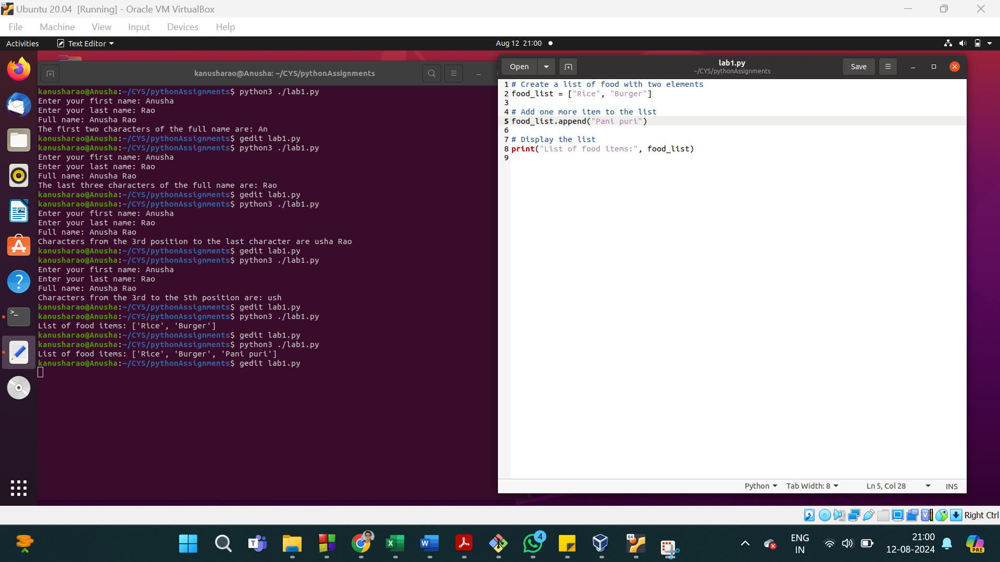 Ubuntu 20.04 [Running] - Oracle VM VirtualBox
File Machine View Input Devices Help
Activities Text Editor Aug 12 21:00
kanusharao@Anusha: ~/CYS/pythonAssignments
kanusharao@Anusha:~/CYS/pythonAssignments$ python3 ./lab1.py
Enter your first name: Anusha
Enter your last name: Rao
Full name: Anusha Rao
The first two characters of the full name are: An
kanusharao@Anusha:~/CYS/pythonAssignments$ gedit lab1.py
kanusharao@Anusha:~/CYS/pythonAssignments$ python3 ./lab1.py
Enter your first name: Anusha
Enter your last name: Rao
Full name: Anusha Rao
The last three characters of the full name are: Rao
kanusharao@Anusha:~/CYS/pythonAssignments$ gedit lab1.py
kanusharao@Anusha:~/CYS/pythonAssignments$ python3 ./lab1.py
Enter your first name: Anusha
Enter your last name: Rao
Full name: Anusha Rao
Characters from the 3rd position to the last character are usha Rao
kanusharao@Anusha:~/CYS/pythonAssignments$ gedit lab1.py
kanusharao@Anusha:~/CYS/pythonAssignments$ python3 ./lab1.py
Enter your first name: Anusha
Enter your last name: Rao
Full name: Anusha Rao
Characters from the 3rd to the 5th position are: ush
kanusharao@Anusha:~/CYS/pythonAssignments$ gedit lab1.py
kanusharao@Anusha:~/CYS/pythonAssignments$ python3 ./lab1.py
List of food items: ['Rice', 'Burger']
kanusharao@Anusha:~/CYS/pythonAssignments$ gedit lab1.py
kanusharao@Anusha:~/CYS/pythonAssignments$ python3 ./lab1.py
List of food items: ['Rice', 'Burger', 'Pani puri']
kanusharao@Anusha:~/CYS/pythonAssignments$ gedit lab1.py
Open lab1.py Save
~/CYS/pythonAssignments
1 # Create a list of food with two elements
2 food_list = ["Rice", "Burger"]
3
4 # Add one more item to the list
5 food_list.append("Pani puri")
6
7 # Display the list
8 print("List of food items:", food_list)
9
Python Tab Width: 8 Ln 5, Col 28 INS
Right Ctrl
4
64
ENG
IN
21:00
12-08-2024
PRE